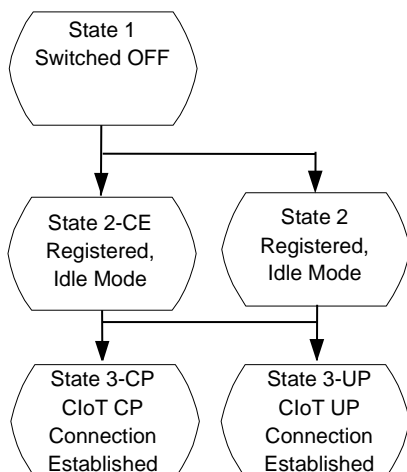 State 1
Switched OFF
State 2-CE
Registered,
Idle Mode
State 2
Registered,
Idle Mode
State 3-CP
CIoT CP
Connection
Established
State 3-UP
CIoT UP
Connection
Established